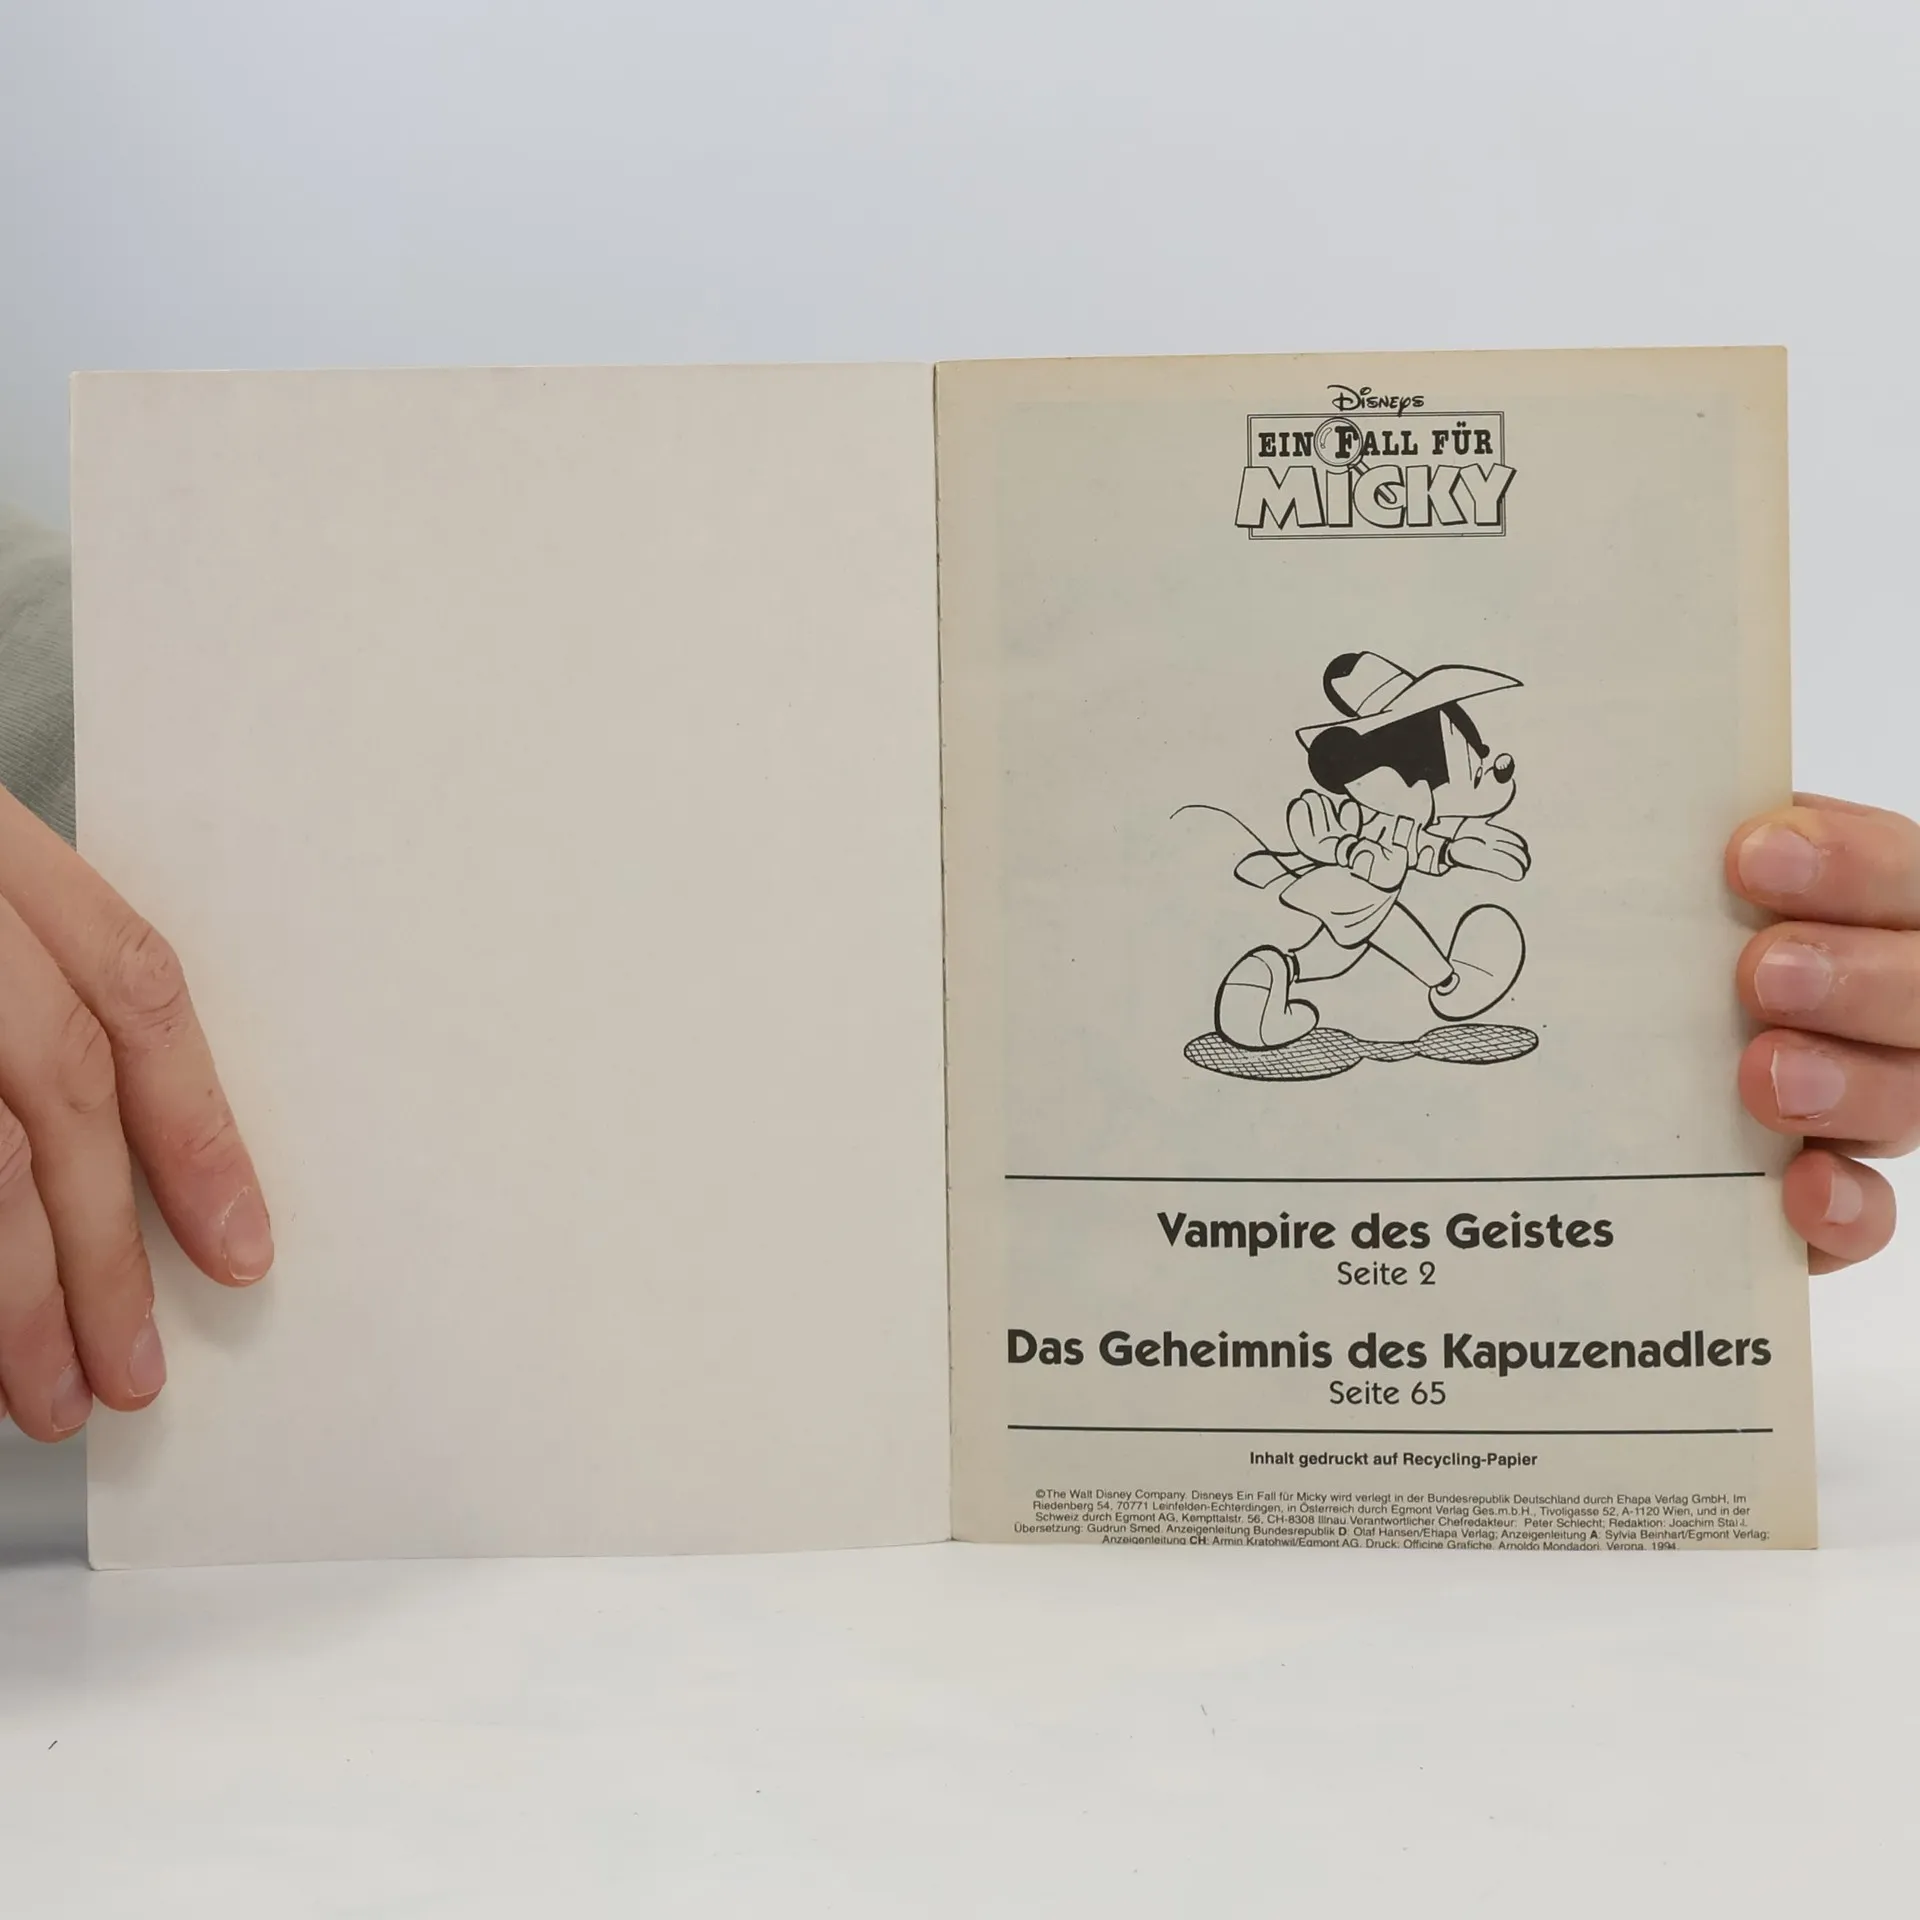 DISNEYS
EIN FALL FÜR
MICKY
Vampire des Geistes
Seite 2
Das Geheimnis des Kapuzenadlers
Seite 65
Inhalt gedruckt auf Recycling-Papier
©The Walt Disney Company. Disneys Ein Fall für Micky wird verlegt in der Bundesrepublik Deutschland durch Ehapa Verlag GmbH, Im
Riedenberg 54, 70771 Leinfelden-Echterdingen, in Österreich durch Egmont Verlag Ges.m.b.H., Tivoligasse 52, A-1120 Wien, und in der
Schweiz durch Egmont AG, Kempttalstr. 56, CH-8308 Illnau. Verantwortlicher Chefredakteur: Peter Schlecht; Redaktion: Joachim
Übersetzung: Gudrun Smed. Anzeigenleitung Bundesrepublik D: Olaf Hansen/Ehapa Verlag; Anzeigenleitung A: Sylvia Beinhart/Egmont Verlag;
Anzeigenleitung CH: Armin Kratohwil/Egmont AG. Druck: Officine Grafiche, Arnoldo Mondadori, Verona, 1994.